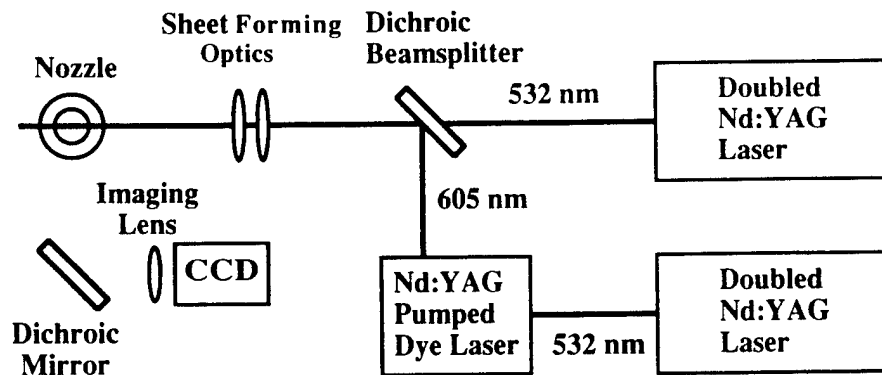 Sheet Forming
Optics
Dichroic
Beamsplitter
Nozzle
532 nm
Doubled
Nd:YAG
Laser
605 nm
Imaging
Lens
CCD
Nd:YAG
Pumped
Dye Laser
532 nm
Doubled
Nd:YAG
Laser
Dichroic
Mirror